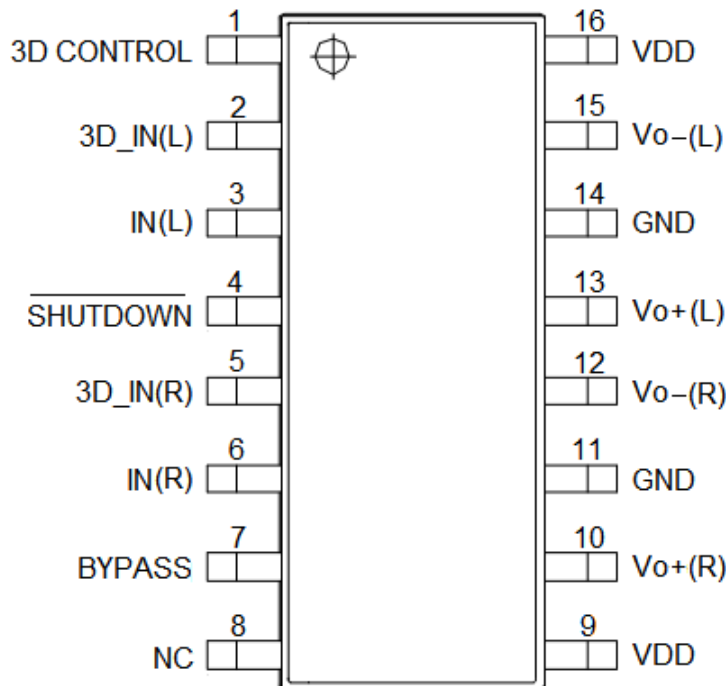 1 16
3D CONTROL VDD
2 15
3D_IN(L) Vo-(L)
3 14
IN(L) GND
4 13
SHUTDOWN Vo+(L)
5 12
3D_IN(R) Vo-(R)
6 11
IN(R) GND
7 10
BYPASS Vo+(R)
8 9
NC VDD